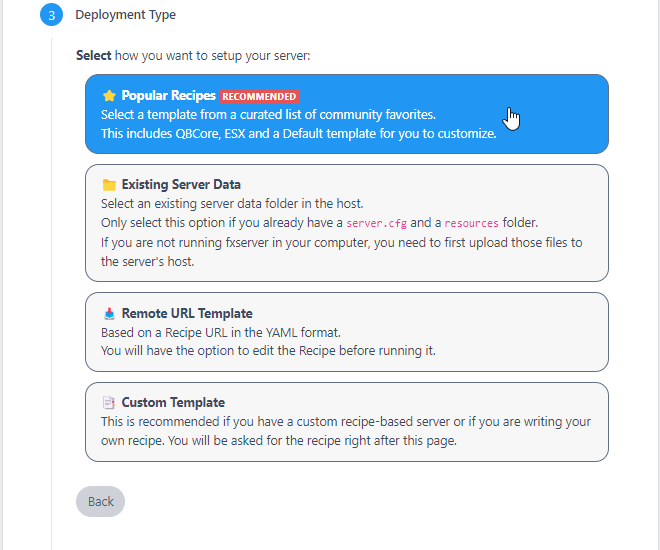 3 Deployment Type
Select how you want to setup your server:
Popular Recipes RECOMMENDED
Select a template from a curated list of community favorites.
This includes QBCore, ESX and a Default template for you to customize.
Existing Server Data
Select an existing server data folder in the host.
Only select this option if you already have a server.cfg and a resources folder.
If you are not running fxserver in your computer, you need to first upload those files to
the server's host.
Remote URL Template
Based on a Recipe URL in the YAML format.
You will have the option to edit the Recipe before running it.
Custom Template
This is recommended if you have a custom recipe-based server or if you are writing your
own recipe. You will be asked for the recipe right after this page.
Back